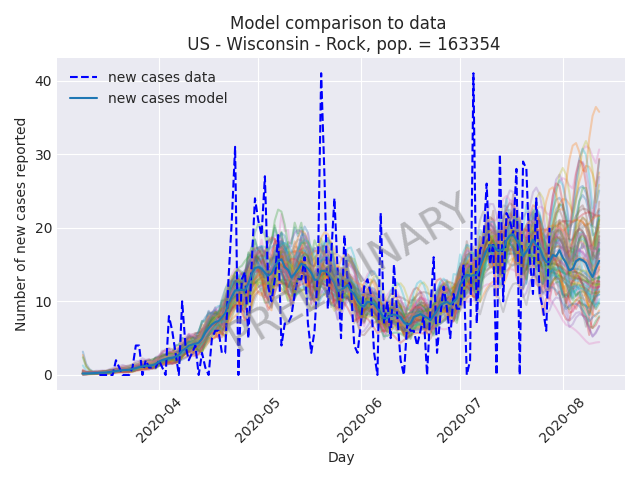 Model comparison to data
US - Wisconsin - Rock, pop. = 163354
new cases data
new cases model
PRELIMINARY
Number of new cases reported
40
30
20
10
0
2020-04
2020-05
2020-06
2020-07
2020-08
Day